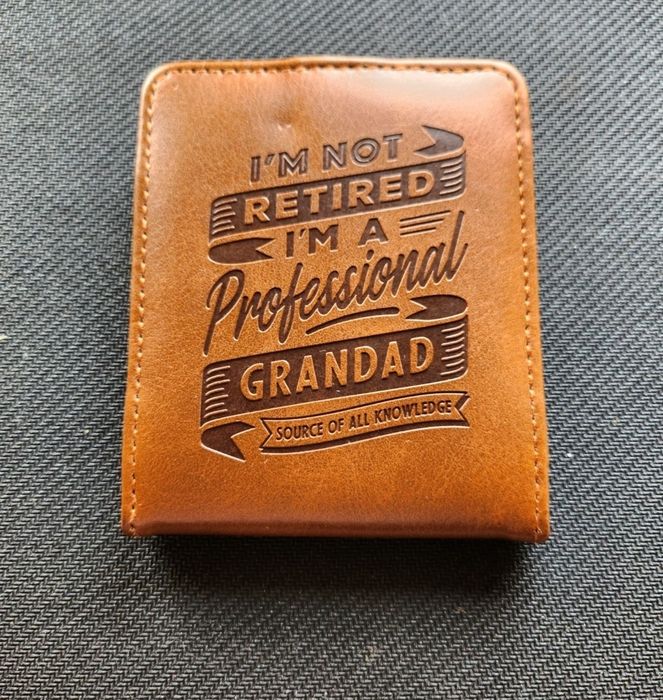 I'M NOT
RETIRED
I'M A
Professional
GRANDAD
SOURCE OF ALL KNOWLEDGE